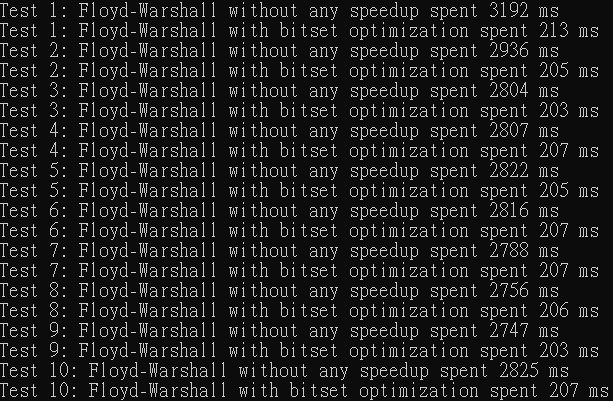 Test 1: Floyd-Warshall without any speedup spent 3192 ms
Test 1: Floyd-Warshall with bitset optimization spent 213 ms
Test 2: Floyd-Warshall without any speedup spent 2936 ms
Test 2: Floyd-Warshall with bitset optimization spent 205 ms
Test 3: Floyd-Warshall without any speedup spent 2804 ms
Test 3: Floyd-Warshall with bitset optimization spent 203 ms
Test 4: Floyd-Warshall without any speedup spent 2807 ms
Test 4: Floyd-Warshall with bitset optimization spent 207 ms
Test 5: Floyd-Warshall without any speedup spent 2822 ms
Test 5: Floyd-Warshall with bitset optimization spent 205 ms
Test 6: Floyd-Warshall without any speedup spent 2816 ms
Test 6: Floyd-Warshall with bitset optimization spent 207 ms
Test 7: Floyd-Warshall without any speedup spent 2788 ms
Test 7: Floyd-Warshall with bitset optimization spent 207 ms
Test 8: Floyd-Warshall without any speedup spent 2756 ms
Test 8: Floyd-Warshall with bitset optimization spent 206 ms
Test 9: Floyd-Warshall without any speedup spent 2747 ms
Test 9: Floyd-Warshall with bitset optimization spent 203 ms
Test 10: Floyd-Warshall without any speedup spent 2825 ms
Test 10: Floyd-Warshall with bitset optimization spent 207 ms